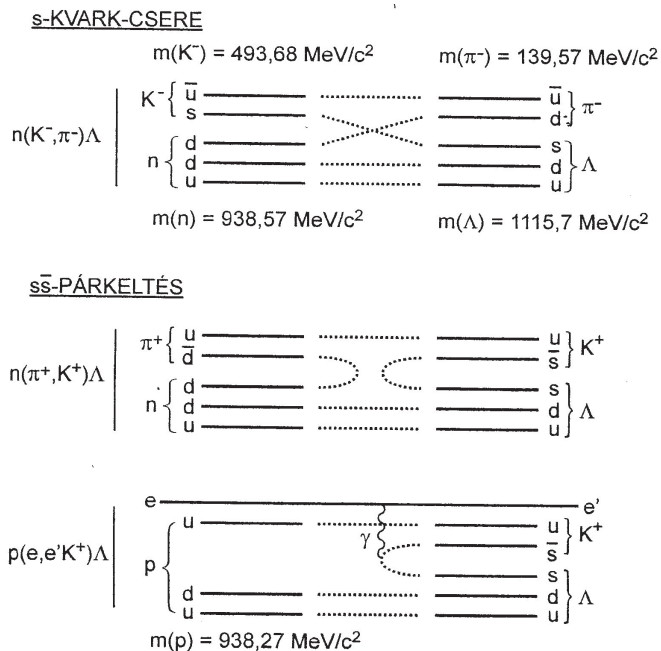 s-KVARK-CSERE
m(K⁻) = 493,68 MeV/c² m(π⁻) = 139,57 MeV/c²
n(K⁻,π⁻)Λ
K⁻ { u̅ u̅ } π⁻
s d
n { d s } Λ
d d
u u
m(n) = 938,57 MeV/c² m(Λ) = 1115,7 MeV/c²
ss̅-PÁRKELTÉS
n(π⁺,K⁺)Λ
π⁺ { u u } K⁺
d̅ s̅
n { d s } Λ
d d
u u
p(e,e'K⁺)Λ
e e'
u γ u } K⁺
s̅
p { s } Λ
d d
u u
m(p) = 938,27 MeV/c²